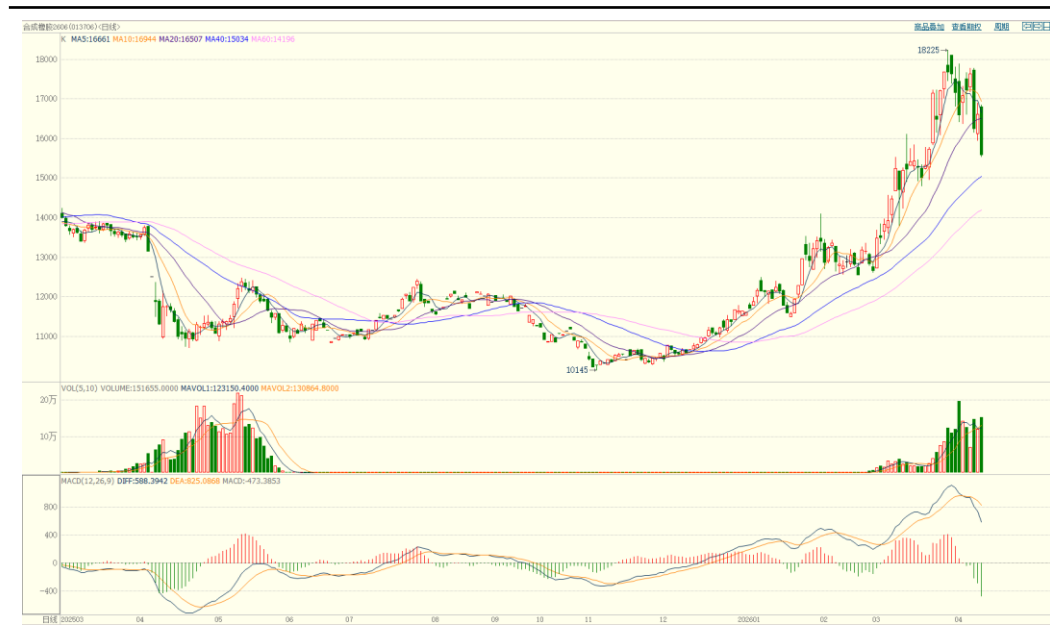 合成橡胶2606(013706)<日线> 商品叠加 查看期权 周期
K MA5:16661 MA10:16944 MA20:16507 MA40:15034 MA60:14196
18225
18000
17000
16000
15000
14000
13000
12000
11000
10145
VOL(5,10) VOLUME:151655.0000 MAVOL1:123150.4000 MAVOL2:130864.8000
20万
10万
MACD(12,26,9) DIFF:588.3942 DEA:825.0868 MACD:-473.3853
800
400
0
-400
日线 202503 04 05 06 07 08 09 10 11 12 202601 02 03 04